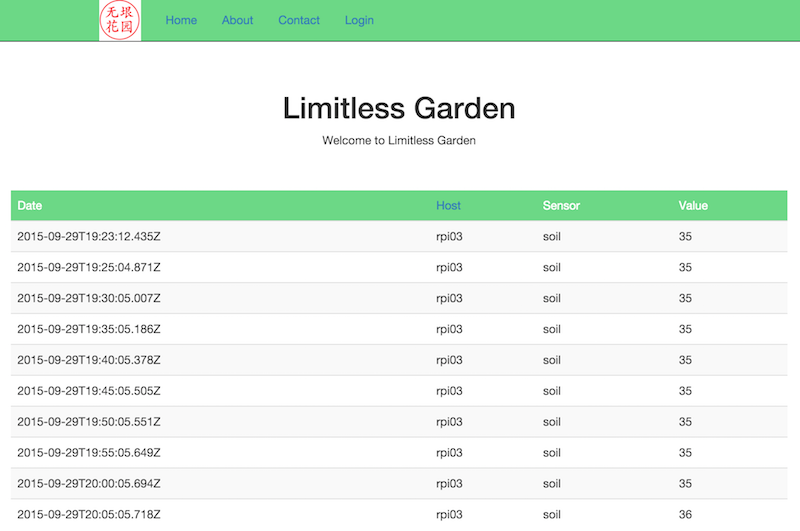 无垠
花园
Home About Contact Login
Limitless Garden
Welcome to Limitless Garden
Date Host Sensor Value
2015-09-29T19:23:12.435Z rpi03 soil 35
2015-09-29T19:25:04.871Z rpi03 soil 35
2015-09-29T19:30:05.007Z rpi03 soil 35
2015-09-29T19:35:05.186Z rpi03 soil 35
2015-09-29T19:40:05.378Z rpi03 soil 35
2015-09-29T19:45:05.505Z rpi03 soil 35
2015-09-29T19:50:05.551Z rpi03 soil 35
2015-09-29T19:55:05.649Z rpi03 soil 35
2015-09-29T20:00:05.694Z rpi03 soil 35
2015-09-29T20:05:05.718Z rpi03 soil 36